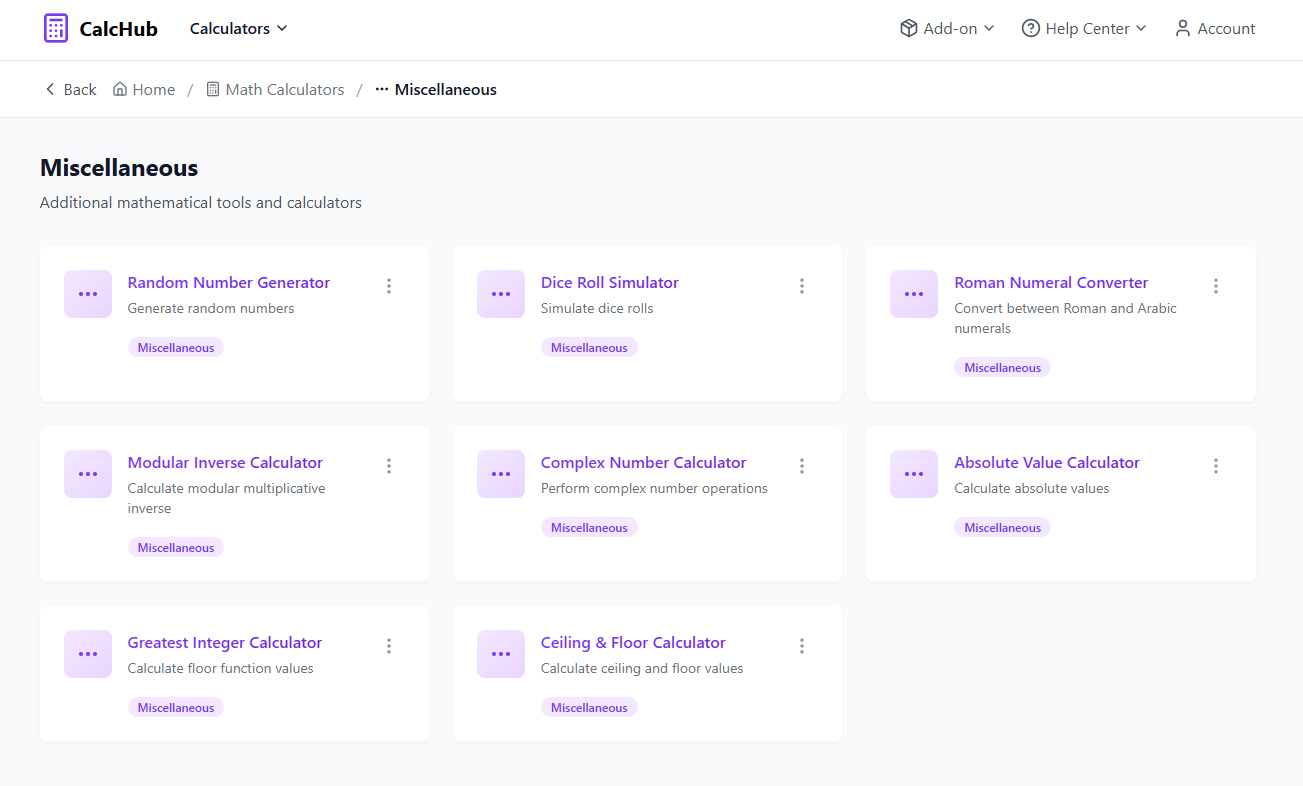 CalcHub Calculators Add-on Help Center Account
Back Home / Math Calculators / Miscellaneous
Miscellaneous
Additional mathematical tools and calculators
Random Number Generator
Generate random numbers
Miscellaneous
Dice Roll Simulator
Simulate dice rolls
Miscellaneous
Roman Numeral Converter
Convert between Roman and Arabic
numerals
Miscellaneous
Modular Inverse Calculator
Calculate modular multiplicative
inverse
Miscellaneous
Complex Number Calculator
Perform complex number operations
Miscellaneous
Absolute Value Calculator
Calculate absolute values
Miscellaneous
Greatest Integer Calculator
Calculate floor function values
Miscellaneous
Ceiling & Floor Calculator
Calculate ceiling and floor values
Miscellaneous